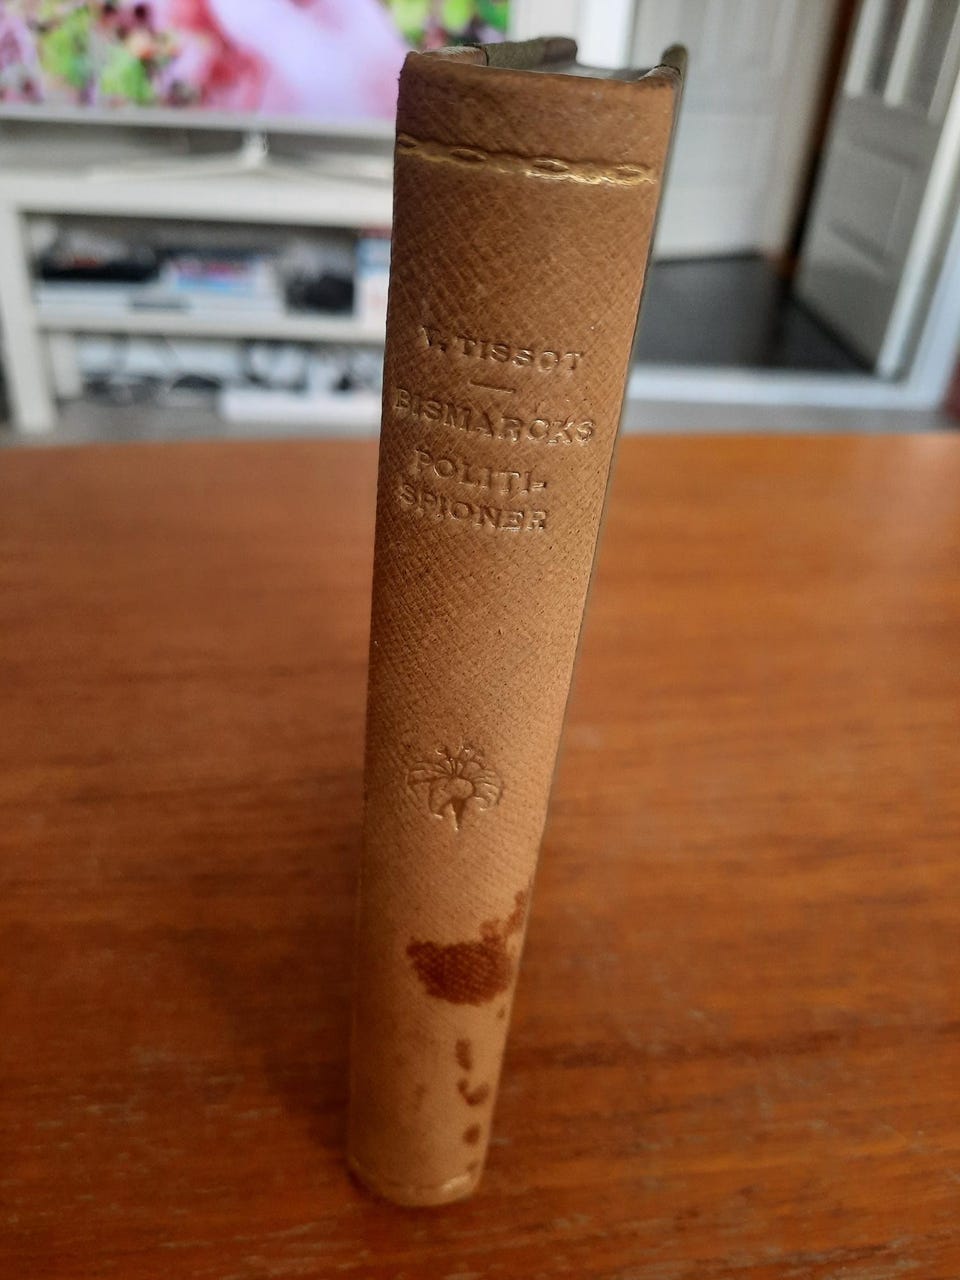 V. TISSOT
BISMARCKS
POLITI-
SPIONER